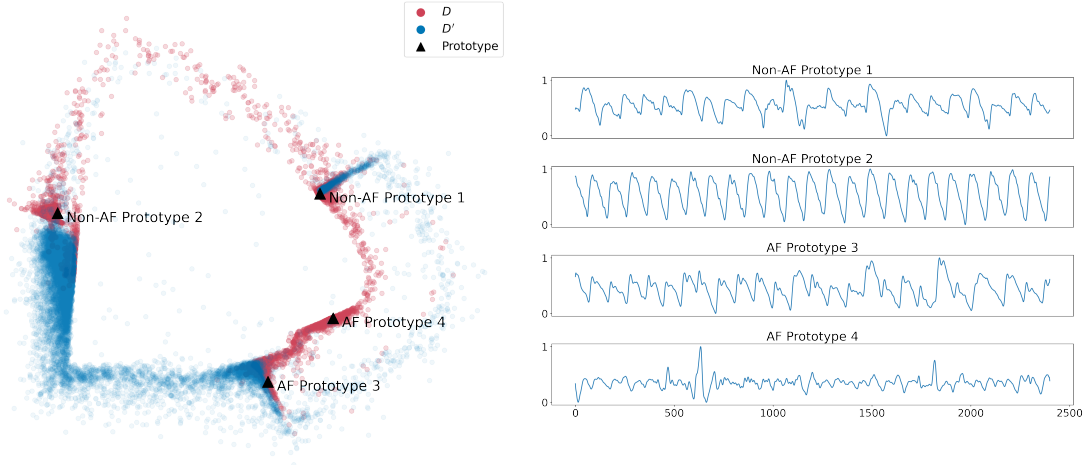 D
D′
Prototype
Non-AF Prototype 1
Non-AF Prototype 2
AF Prototype 4
AF Prototype 3
Non-AF Prototype 1
1
0
Non-AF Prototype 2
1
0
AF Prototype 3
1
0
AF Prototype 4
1
0
0 500 1000 1500 2000 2500